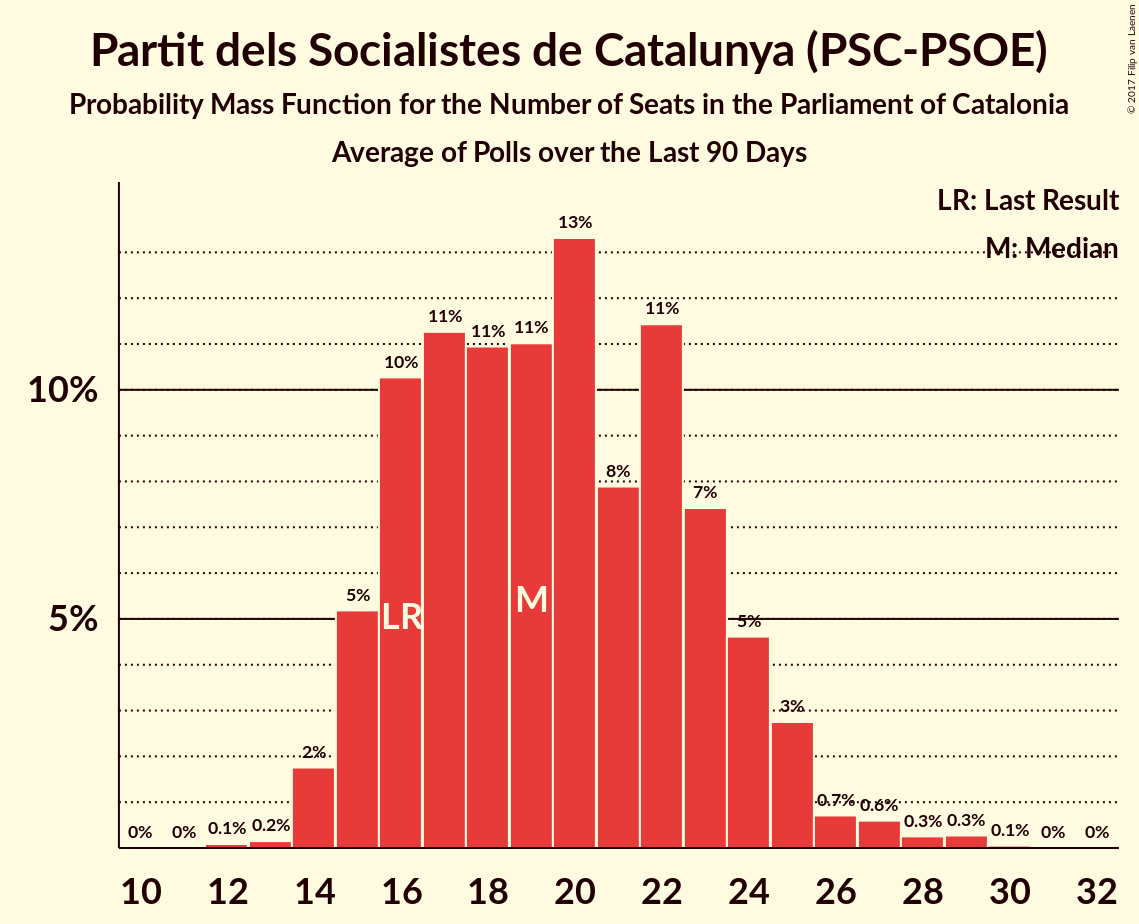 Partit dels Socialistes de Catalunya (PSC-PSOE)
Probability Mass Function for the Number of Seats in the Parliament of Catalonia
Average of Polls over the Last 90 Days
© 2017 Filip van Laenen
LR: Last Result
M: Median
10%
5%
0%
0%
0.1%
0.2%
2%
5%
10%
11%
11%
11%
13%
8%
11%
7%
5%
3%
0.7%
0.6%
0.3%
0.3%
0.1%
0%
0%
LR
M
10 12 14 16 18 20 22 24 26 28 30 32